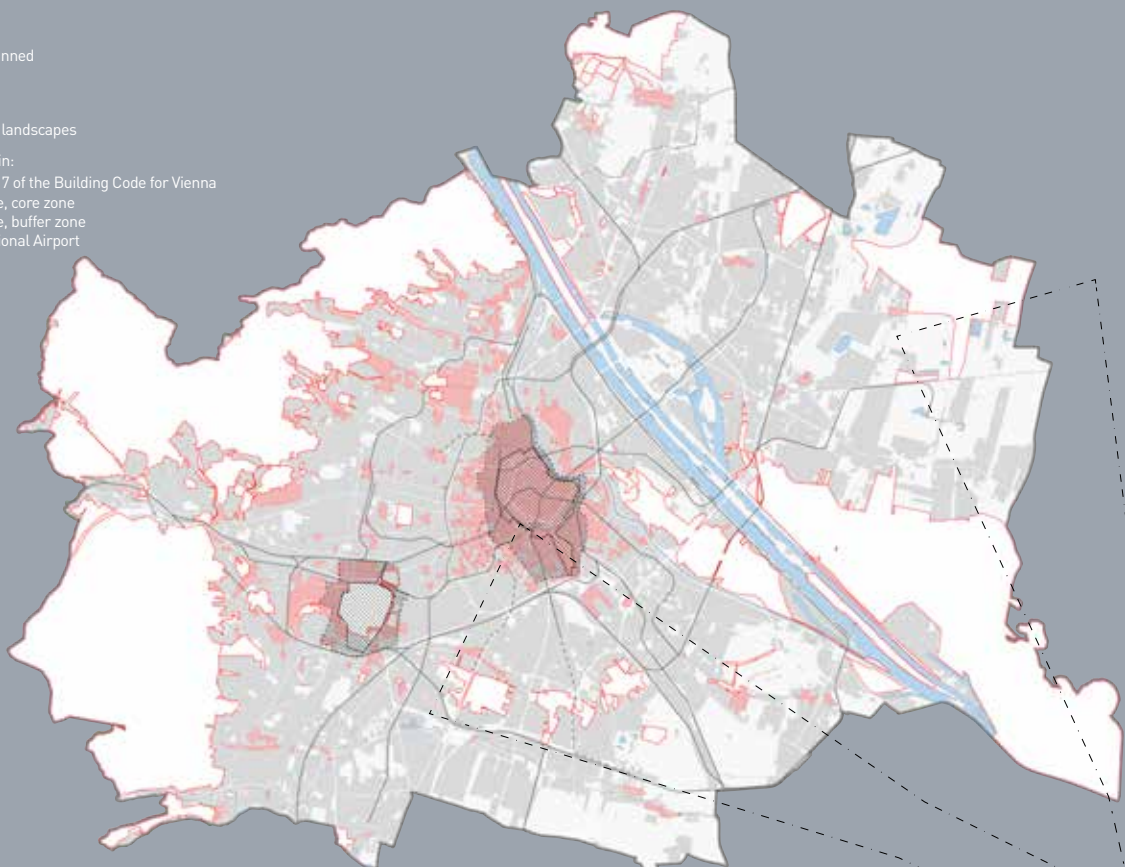 nned
landscapes
in:
7 of the Building Code for Vienna
e, core zone
e, buffer zone
onal Airport